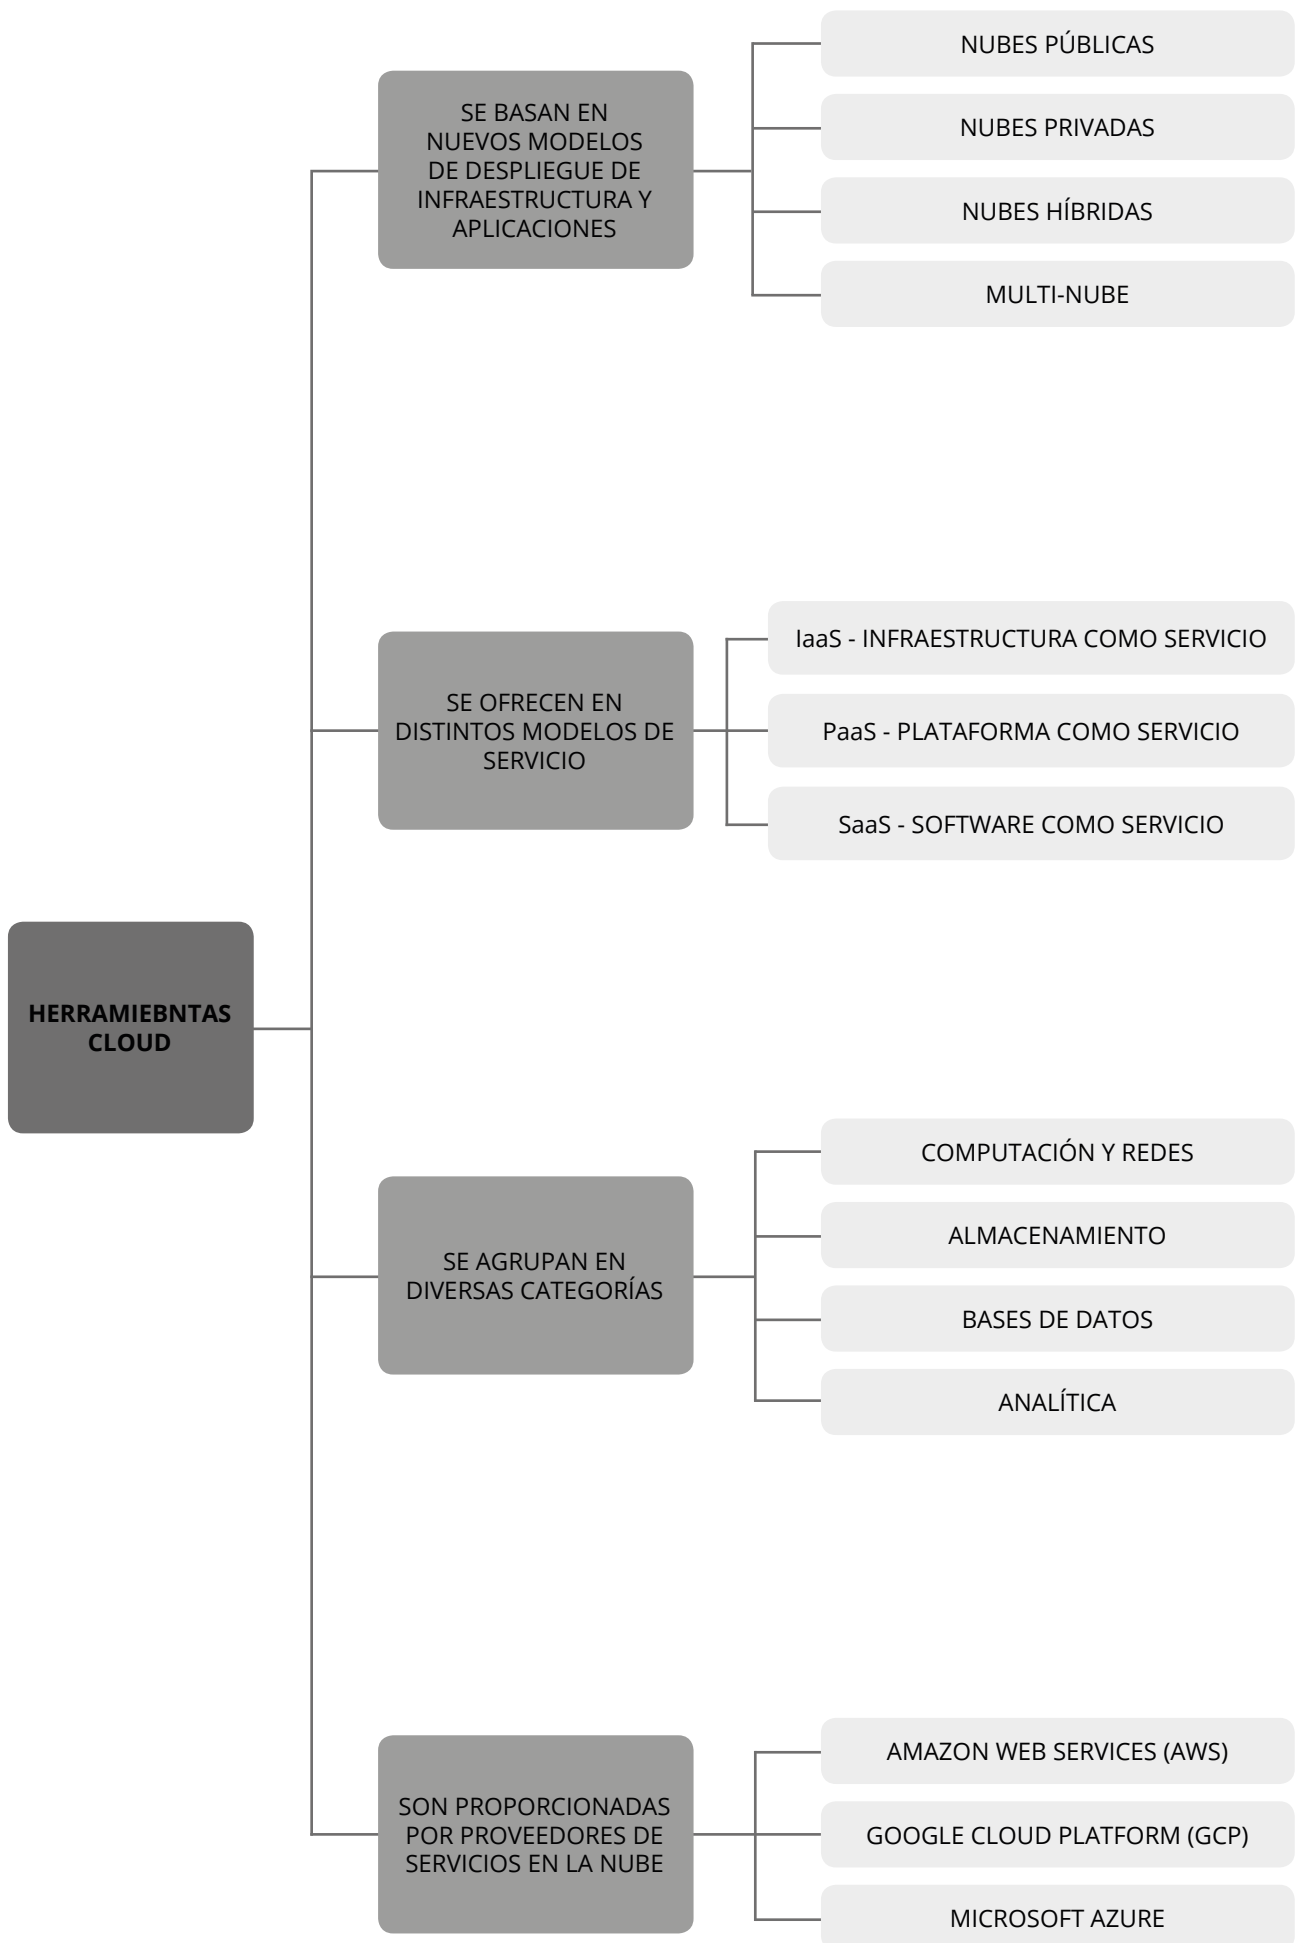 NUBES PÚBLICAS
SE BASAN EN
NUEVOS MODELOS
DE DESPLIEGUE DE
INFRAESTRUCTURA Y
APLICACIONES
NUBES PRIVADAS
NUBES HÍBRIDAS
MULTI-NUBE
IaaS - INFRAESTRUCTURA COMO SERVICIO
SE OFRECEN EN
DISTINTOS MODELOS DE
SERVICIO
PaaS - PLATAFORMA COMO SERVICIO
SaaS - SOFTWARE COMO SERVICIO
HERRAMIEBNTAS
CLOUD
COMPUTACIÓN Y REDES
ALMACENAMIENTO
SE AGRUPAN EN
DIVERSAS CATEGORÍAS
BASES DE DATOS
ANALÍTICA
AMAZON WEB SERVICES (AWS)
SON PROPORCIONADAS
POR PROVEEDORES DE
SERVICIOS EN LA NUBE
GOOGLE CLOUD PLATFORM (GCP)
MICROSOFT AZURE